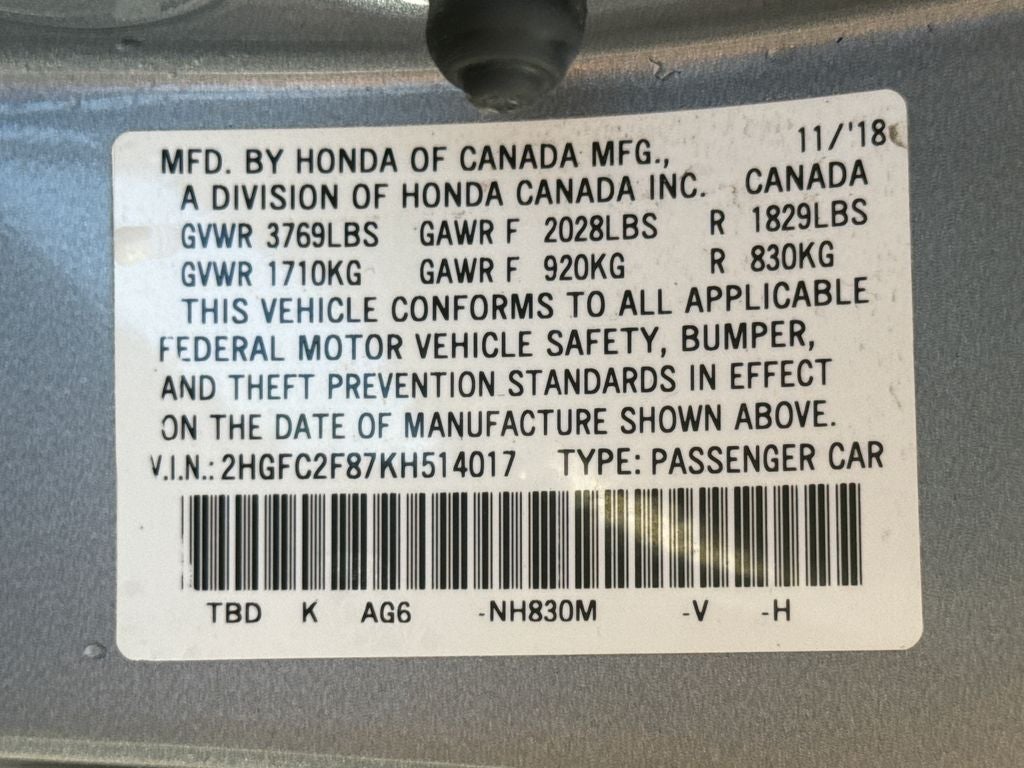 MFD. BY HONDA OF CANADA MFG., 11/'18
A DIVISION OF HONDA CANADA INC. CANADA
GVWR 3769LBS GAWR F 2028LBS R 1829LBS
GVWR 1710KG GAWR F 920KG R 830KG
THIS VEHICLE CONFORMS TO ALL APPLICABLE
FEDERAL MOTOR VEHICLE SAFETY, BUMPER,
AND THEFT PREVENTION STANDARDS IN EFFECT
ON THE DATE OF MANUFACTURE SHOWN ABOVE.
V.I.N.: 2HGFC2F87KH514017 TYPE: PASSENGER CAR
TBD K AG6 -NH830M -V -H